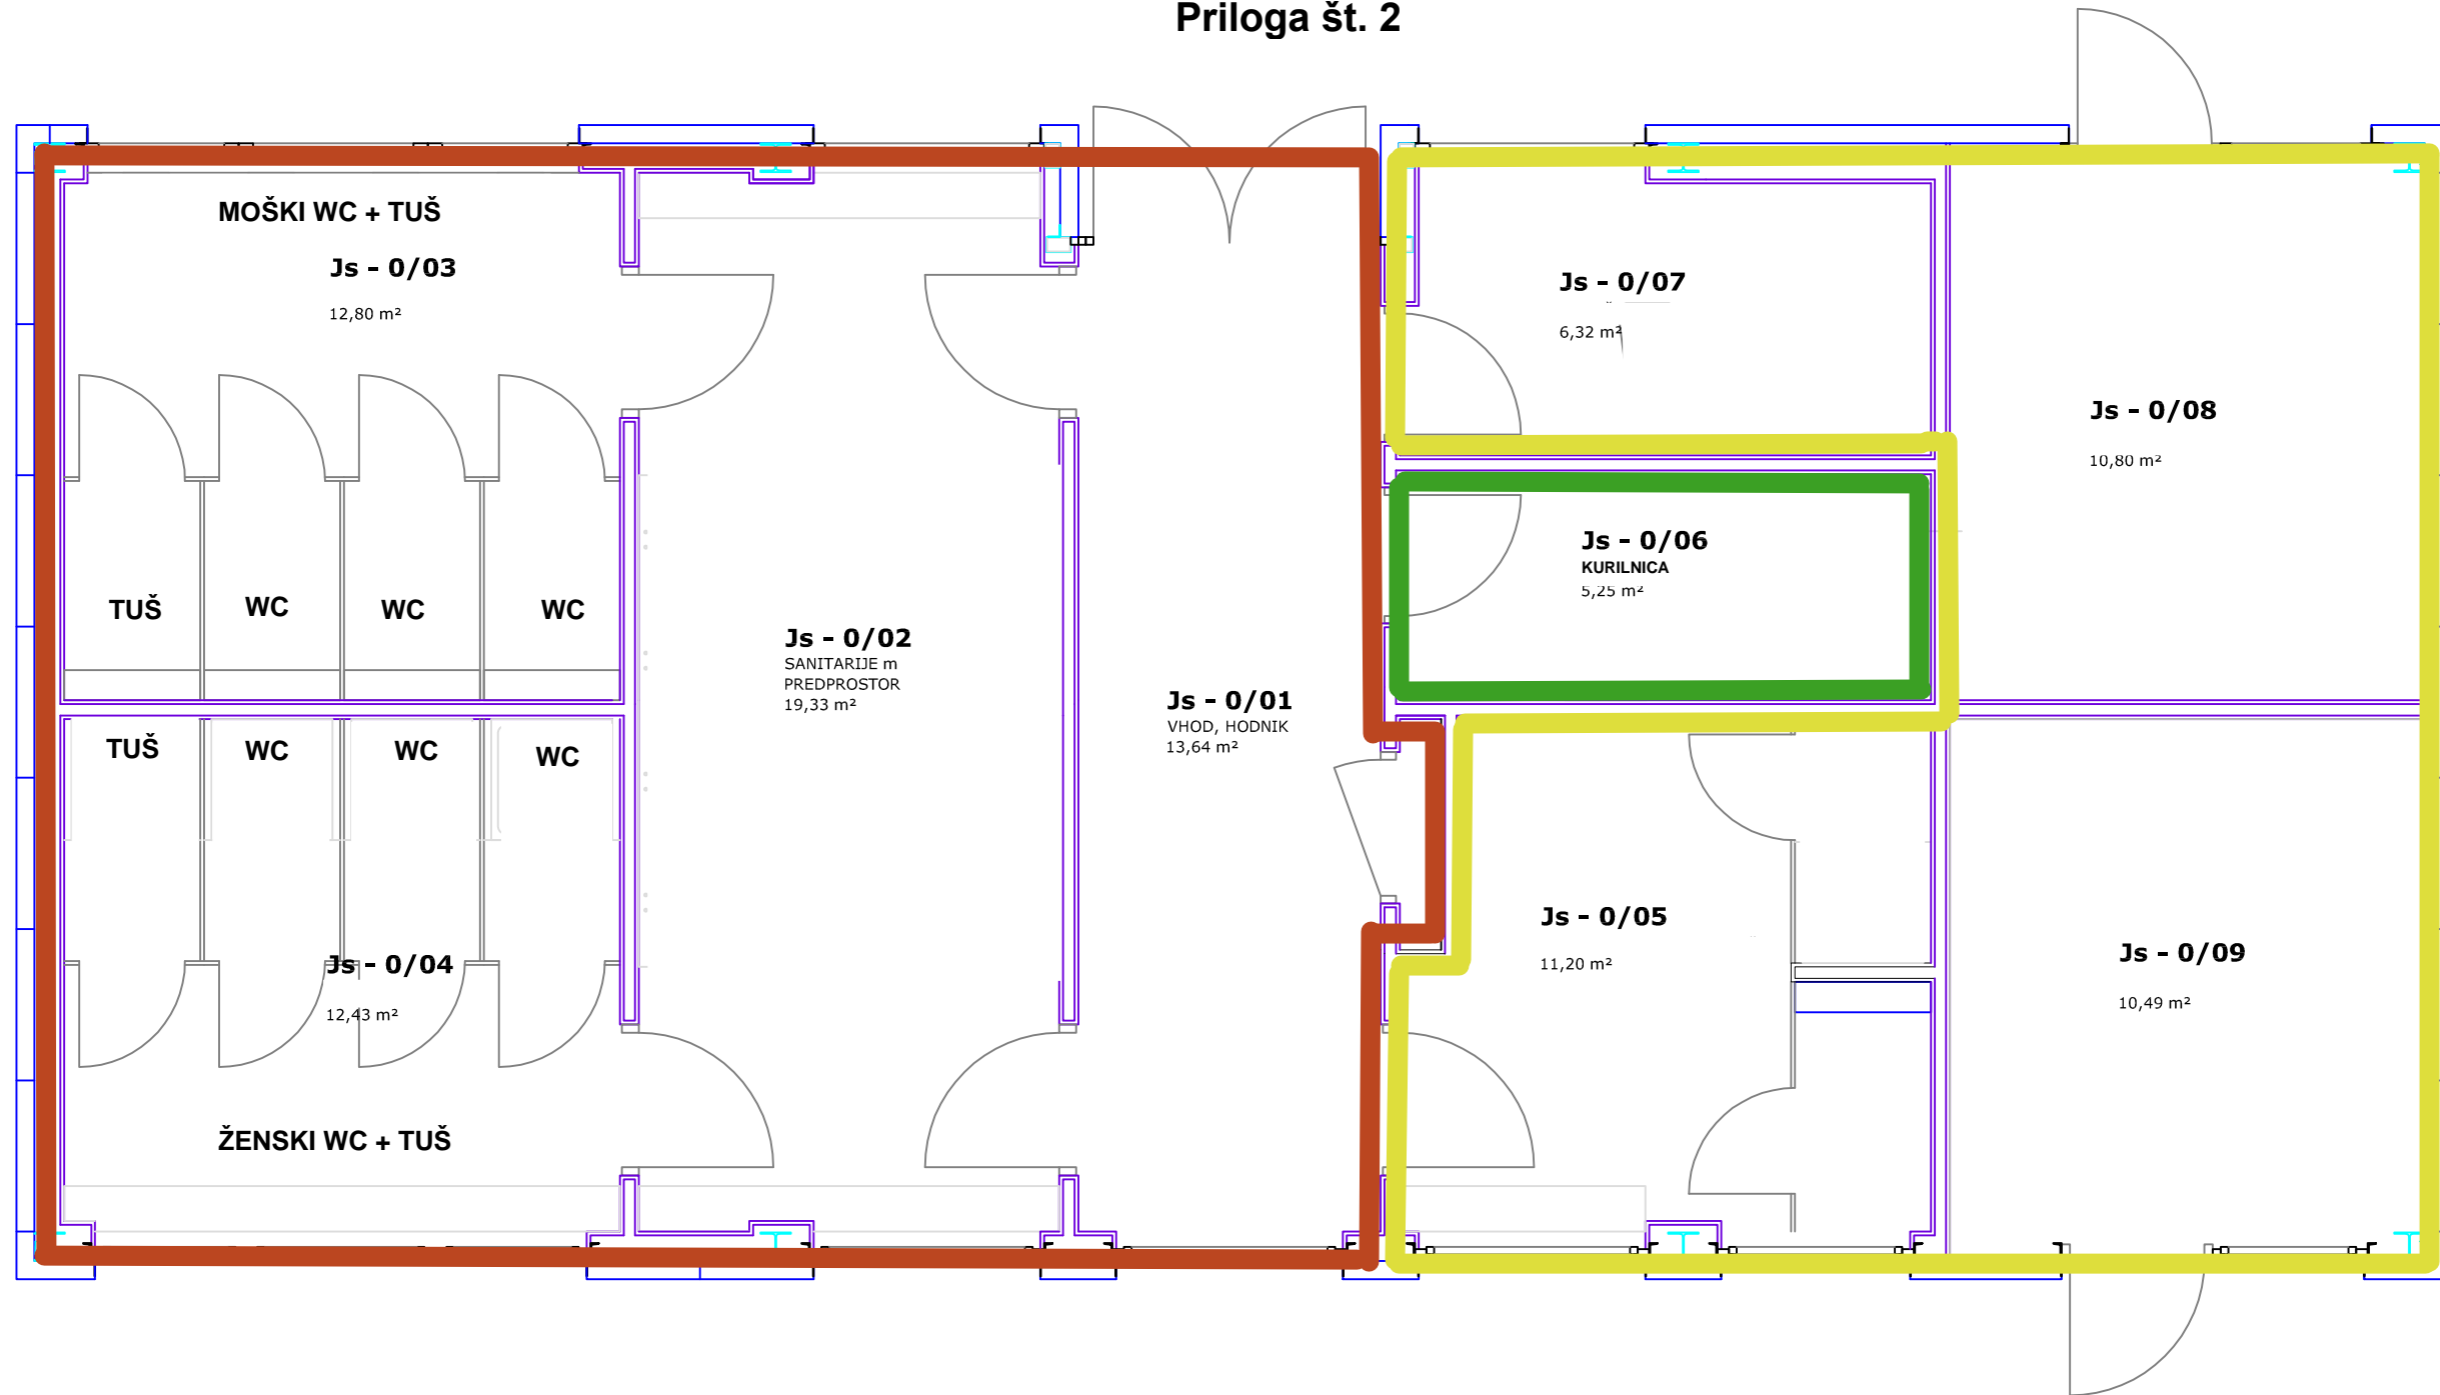 Priloga št. 2
MOŠKI WC + TUŠ
Js - 0/03
12,80 m²
TUŠ
WC
WC
WC
TUŠ
WC
WC
WC
Js - 0/04
12,43 m²
ŽENSKI WC + TUŠ
Js - 0/02
SANITARIJE m
PREDPROSTOR
19,33 m²
Js - 0/01
VHOD, HODNIK
13,64 m²
Js - 0/07
6,32 m²
Js - 0/06
KURILNICA
5,25 m²
Js - 0/05
11,20 m²
Js - 0/08
10,80 m²
Js - 0/09
10,49 m²